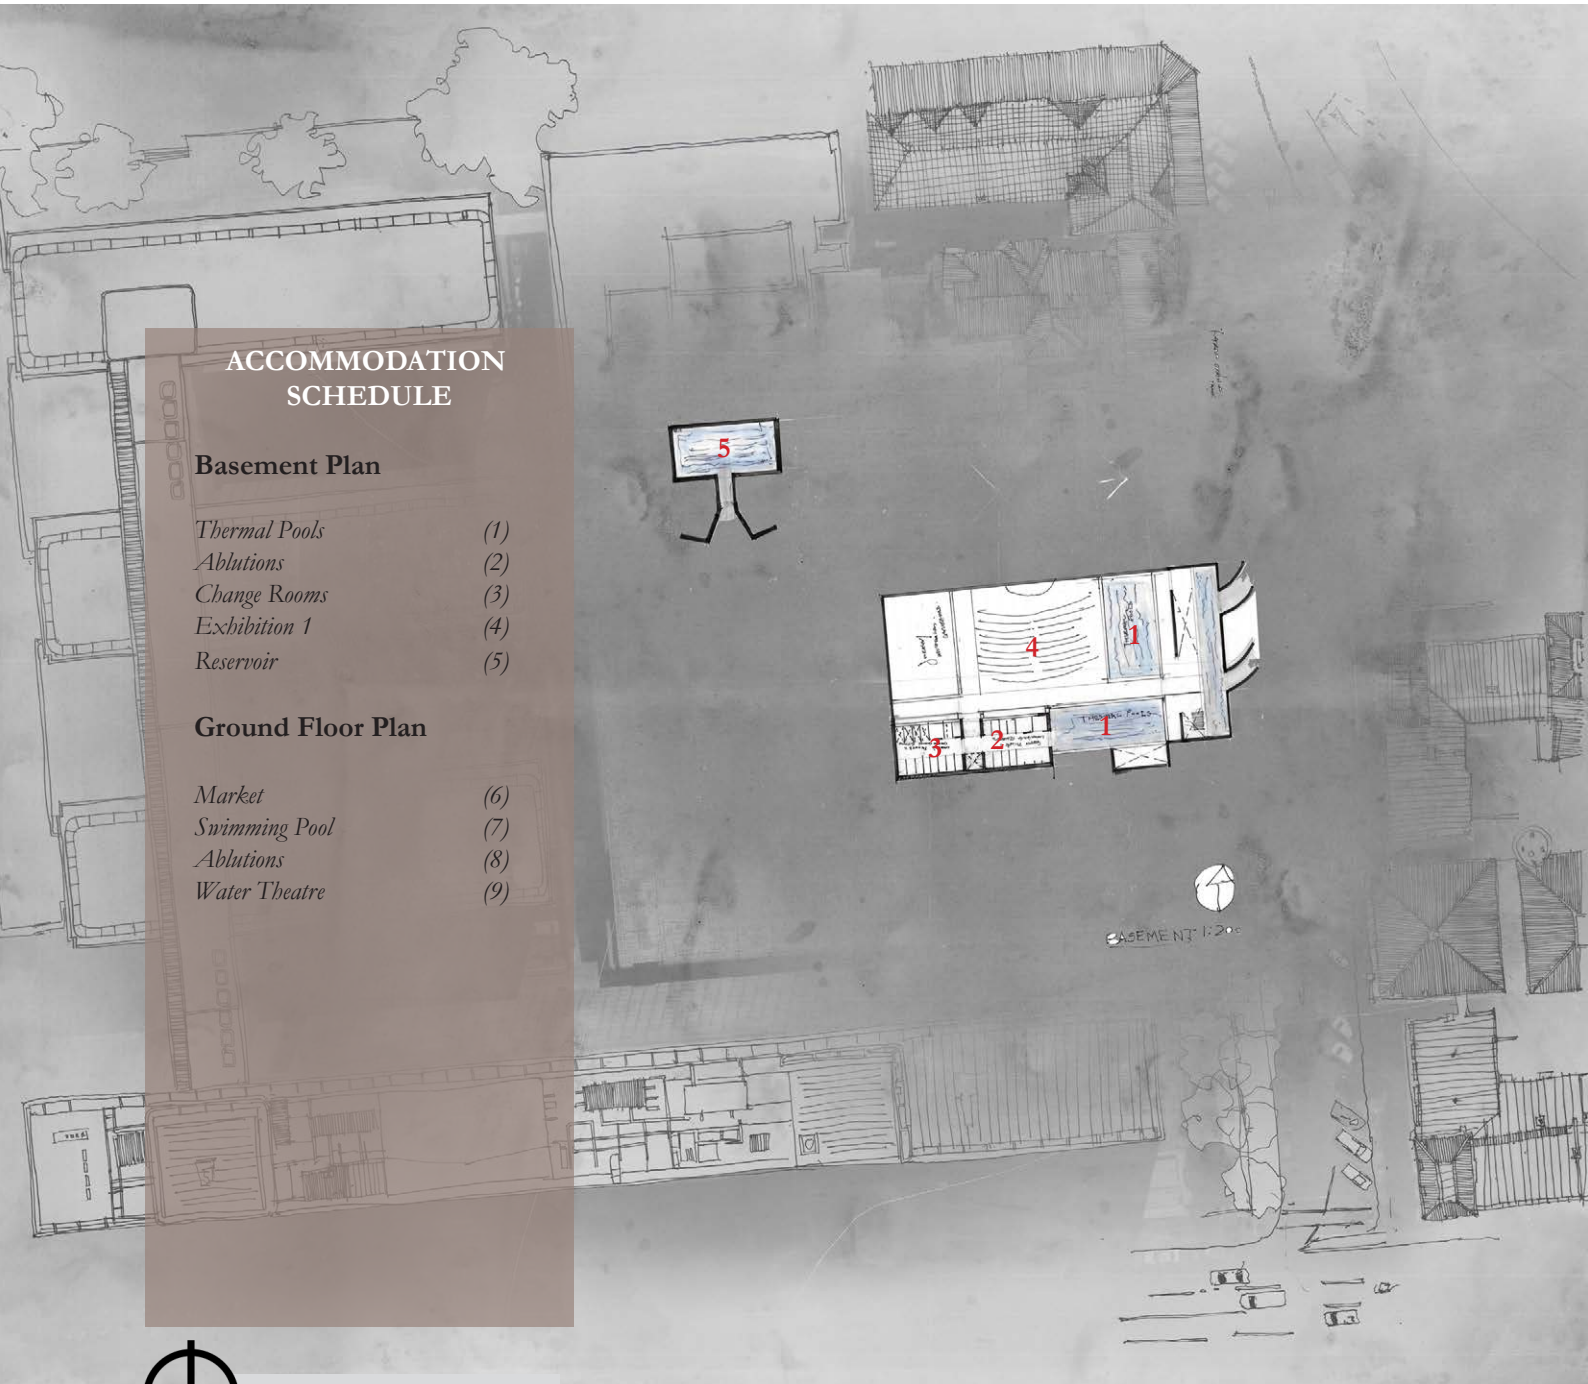 ACCOMMODATION
SCHEDULE
Basement Plan
Thermal Pools (1)
Ablutions (2)
Change Rooms (3)
Exhibition 1 (4)
Reservoir (5)
Ground Floor Plan
Market (6)
Swimming Pool (7)
Ablutions (8)
Water Theatre (9)
5
4
1
THERMAL POOLS
1
2
3
BASEMENT 1:200